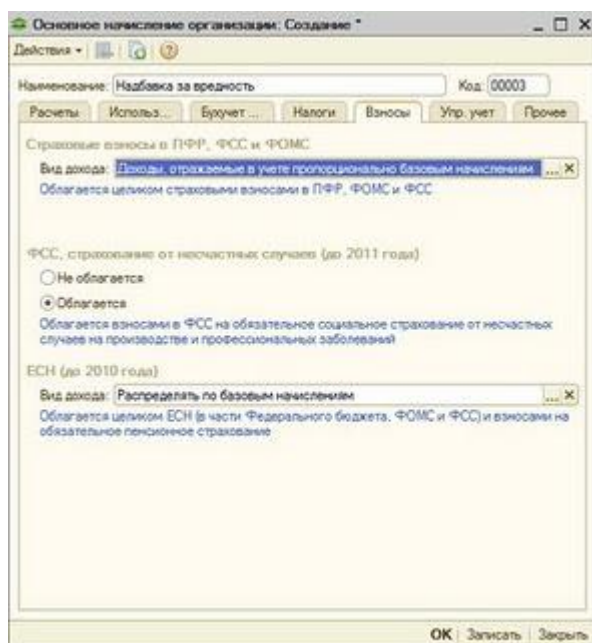 Основное начисление организации: Создание *
Действия
Наименование: Надбавка за вредность Код: 00003
Расчеты Использ... Бухучет ... Налоги Взносы Упр. учет Прочее
Страховые взносы в ПФР, ФСС и ФОМС
Вид дохода: Доходы, отражаемые в учете пропорционально базовым начислениям ... ×
Облагается целиком страховыми взносами в ПФР, ФОМС и ФСС
ФСС, страхование от несчастных случаев (до 2011 года)
Не облагается
Облагается
Облагается взносами в ФСС на обязательное социальное страхование от несчастных
случаев на производстве и профессиональных заболеваний
ЕСН (до 2010 года)
Вид дохода: Распределять по базовым начислениям ... ×
Облагается целиком ЕСН (в части Федерального бюджета, ФОМС и ФСС) и взносами на
обязательное пенсионное страхование
OK Записать Закрыть